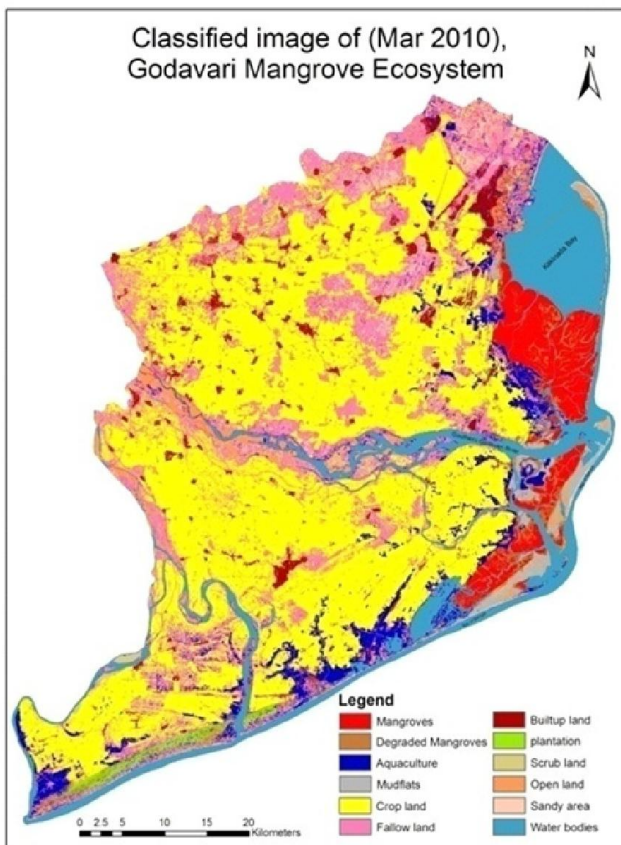 Classified image of (Mar 2010),
Godavari Mangrove Ecosystem
N
Kakinada Bay
Legend
Mangroves
Degraded Mangroves
Aquaculture
Mudflats
Crop land
Fallow land
Builtup land
plantation
Scrub land
Open land
Sandy area
Water bodies
0 2.5 5 10 15 20
Kilometers